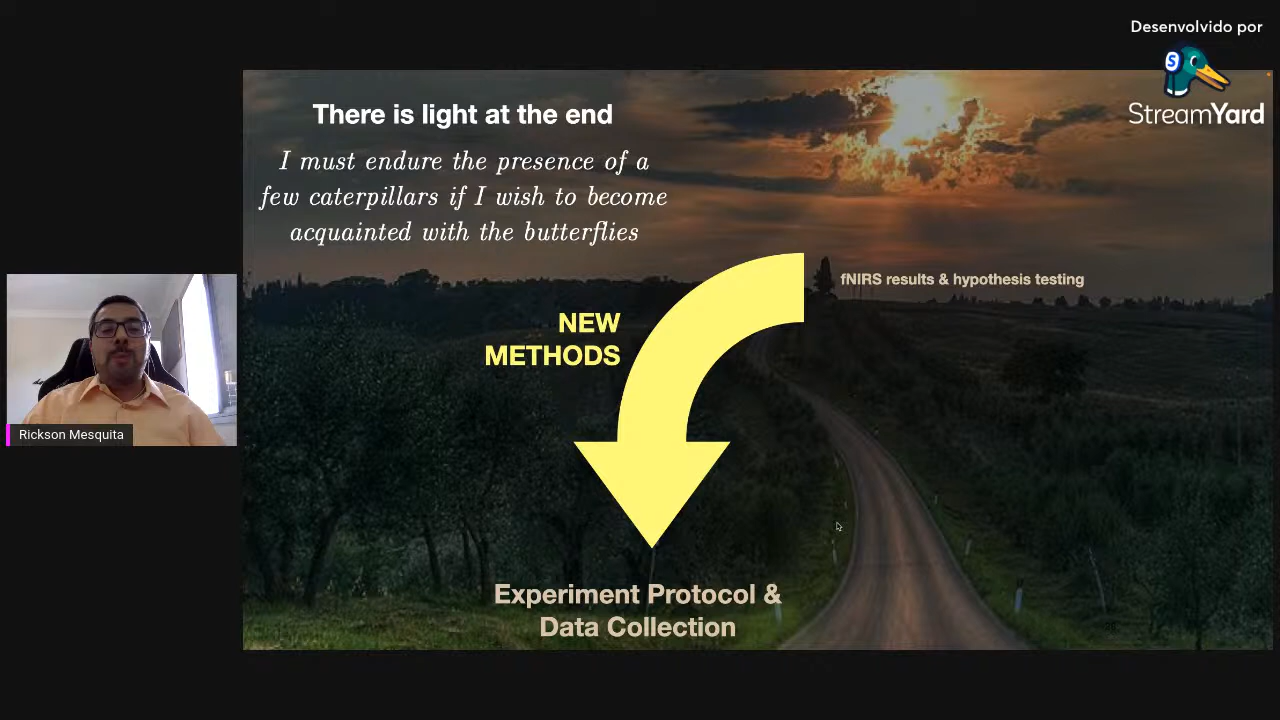 Desenvolvido por
StreamYard
There is light at the end
I must endure the presence of a
few caterpillars if I wish to become
acquainted with the butterflies
fNIRS results & hypothesis testing
NEW
METHODS
Rickson Mesquita
Experiment Protocol &
Data Collection